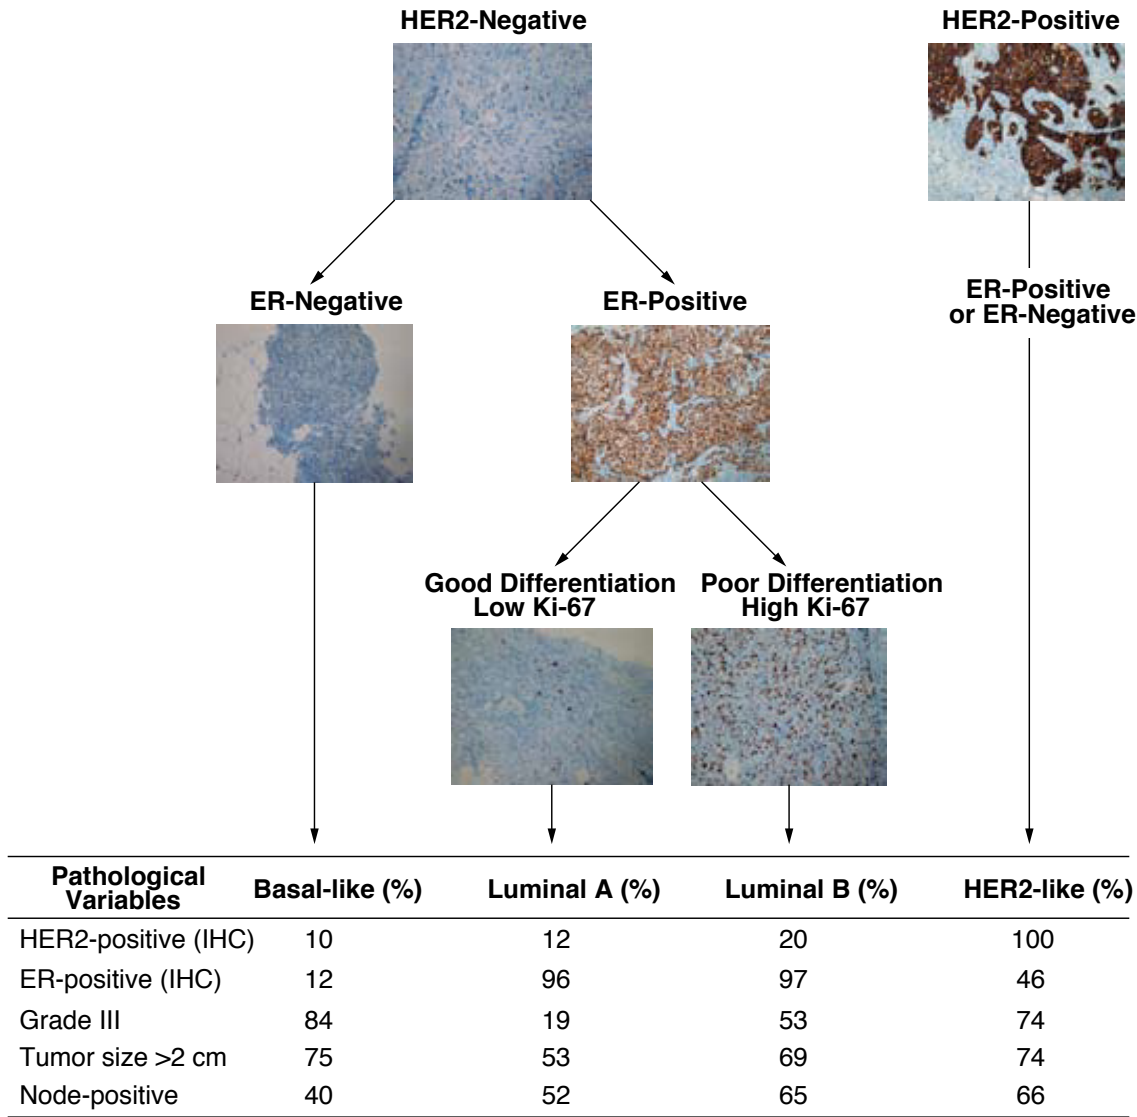 HER2-Negative
HER2-Positive
ER-Negative
ER-Positive
ER-Positive
or ER-Negative
Good Differentiation
Low Ki-67
Poor Differentiation
High Ki-67
Pathological
Variables
Basal-like (%)
Luminal A (%)
Luminal B (%)
HER2-like (%)
HER2-positive (IHC) 10 12 20 100
ER-positive (IHC) 12 96 97 46
Grade III 84 19 53 74
Tumor size >2 cm 75 53 69 74
Node-positive 40 52 65 66